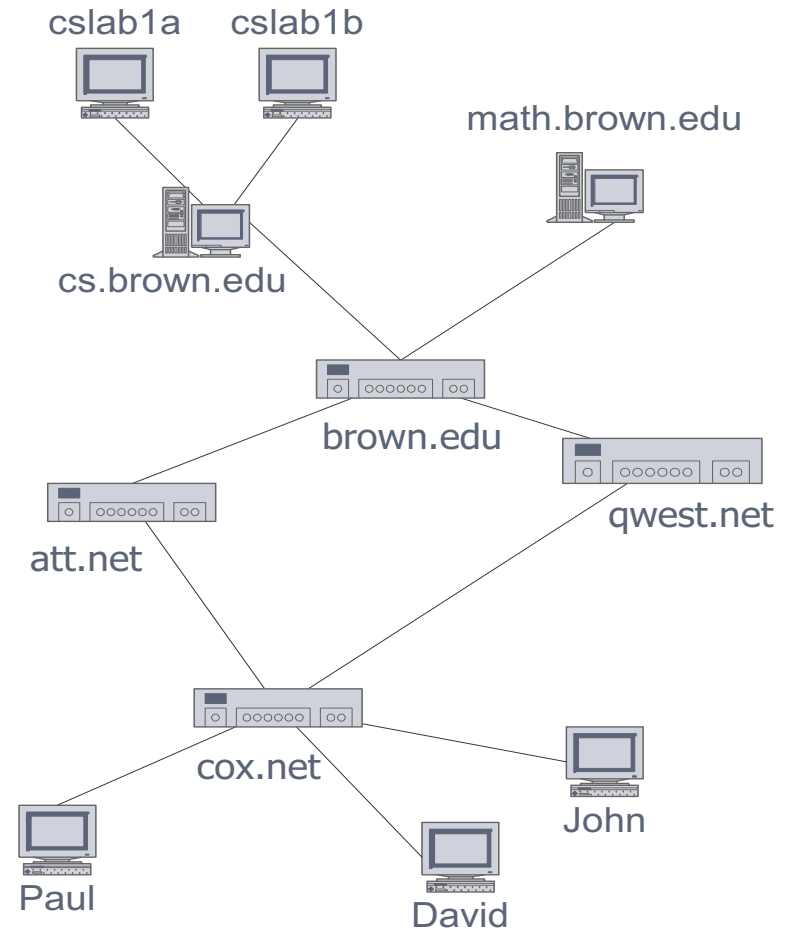 cslab1a
cslab1b
math.brown.edu
cs.brown.edu
brown.edu
qwest.net
att.net
cox.net
John
Paul
David